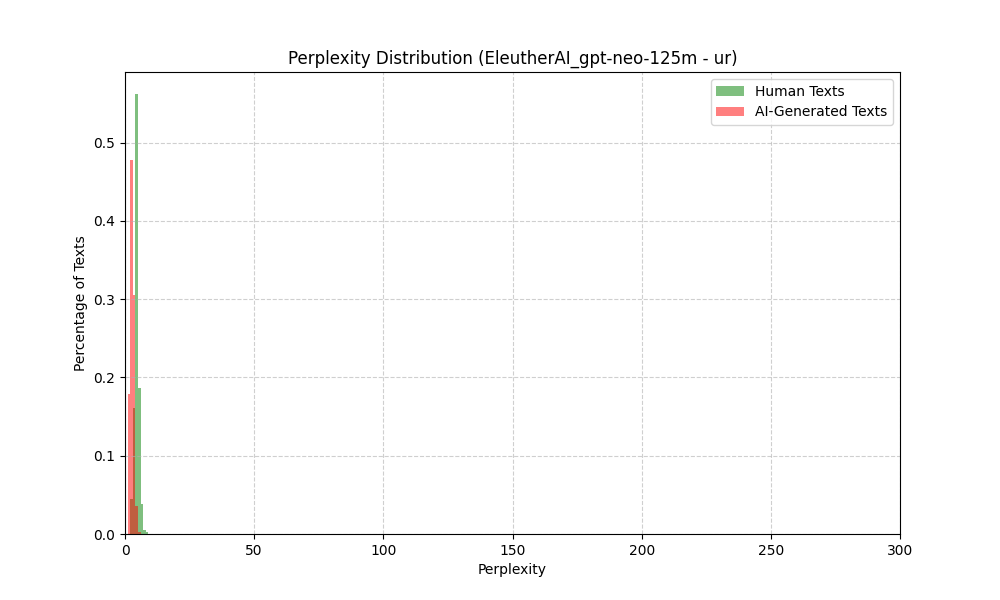 Perplexity Distribution (EleutherAI_gpt-neo-125m - ur)
Human Texts
AI-Generated Texts
Percentage of Texts
0.5
0.4
0.3
0.2
0.1
0.0
0 50 100 150 200 250 300
Perplexity